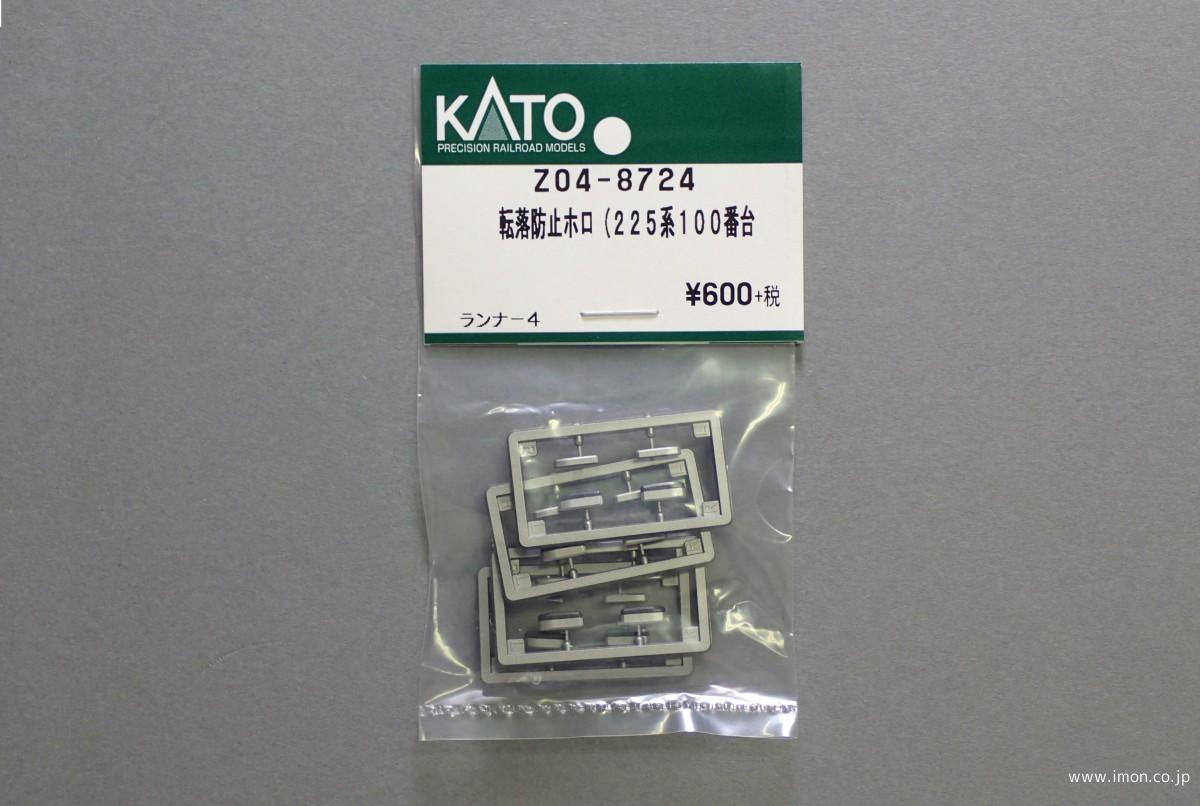 KATO
PRECISION RAILROAD MODELS
Z04-8724
転落防止ホロ (225系100番台
¥600+税
ランナー4
www.imon.co.jp